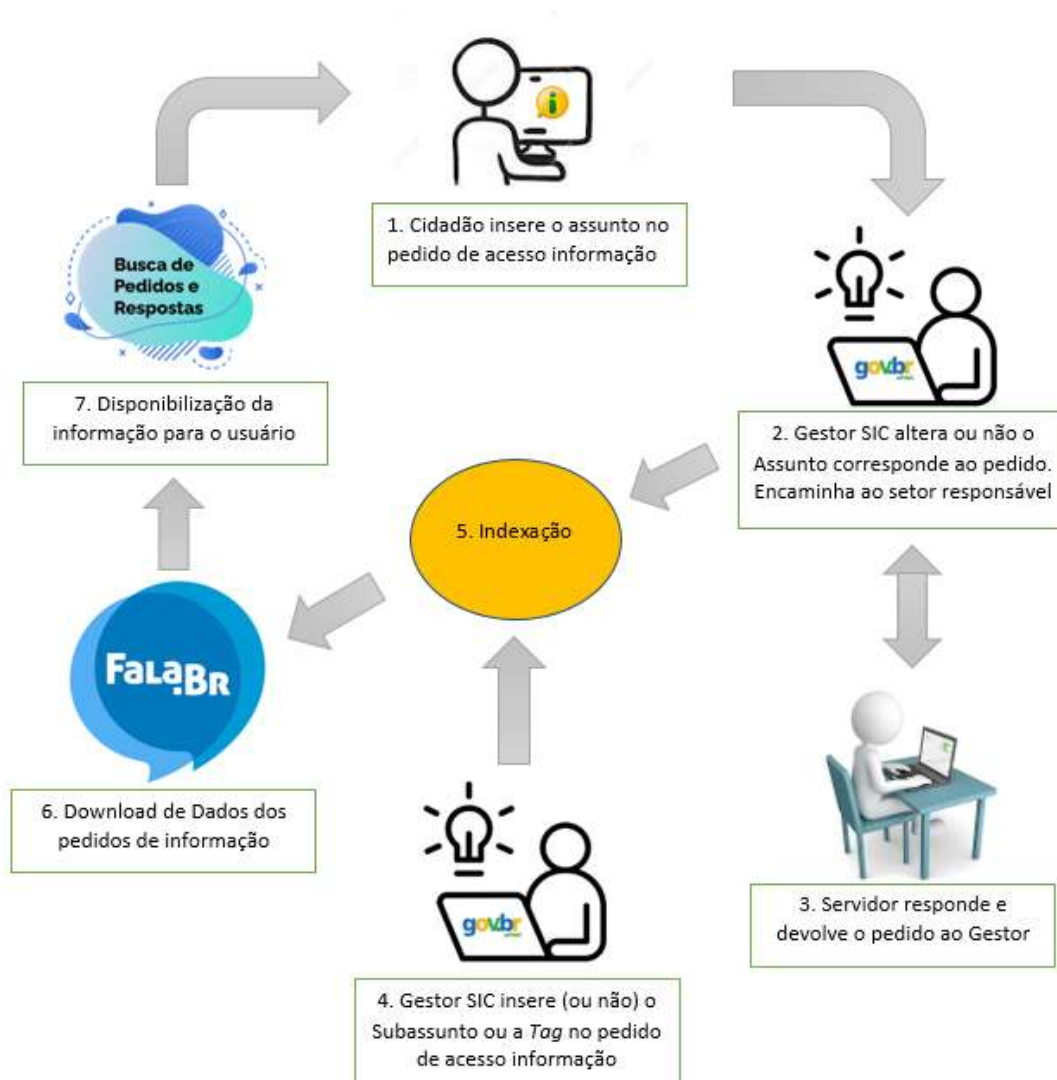 1. Cidadão insere o assunto no
pedido de acesso informação
gov.br
2. Gestor SIC altera ou não o
Assunto corresponde ao pedido.
Encaminha ao setor responsável
3. Servidor responde e
devolve o pedido ao Gestor
gov.br
4. Gestor SIC insere (ou não) o
Subassunto ou a Tag no pedido
de acesso informação
5. Indexação
FaLa.BR
6. Download de Dados dos
pedidos de informação
Busca de
Pedidos e
Respostas
7. Disponibilização da
informação para o usuário